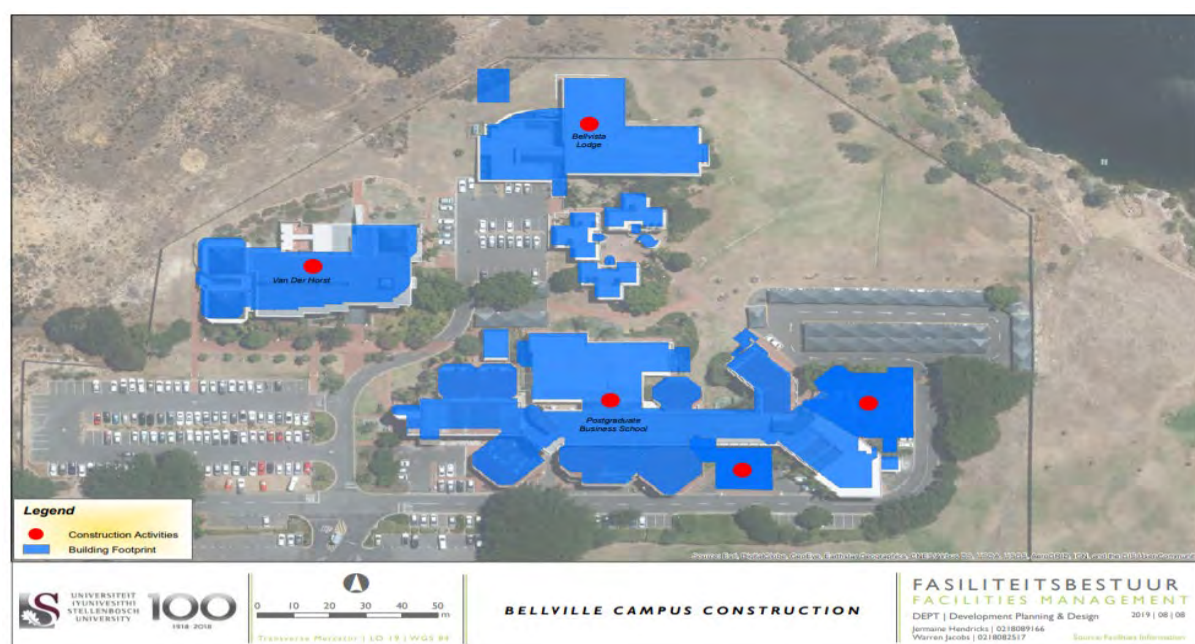 Bellvista
Lodge
Van Der Horst
Postgraduate
Business School
Legend
Construction Activities
Building Footprint
UNIVERSITEIT
IYUNIVESITHI
STELLENBOSCH
UNIVERSITY
100
1918 · 2018
0 10 20 30 40 50
m
Transverse Mercator | LO 19 | WGS 84
BELLVILLE CAMPUS CONSTRUCTION
FASILITEITSBESTUUR
FACILITIES MANAGEMENT
DEPT | Development Planning & Design 2019 | 08 | 08
Jermaine Hendricks | 0218089166
Warren Jacobs | 0218082517
Source: Facilities Information